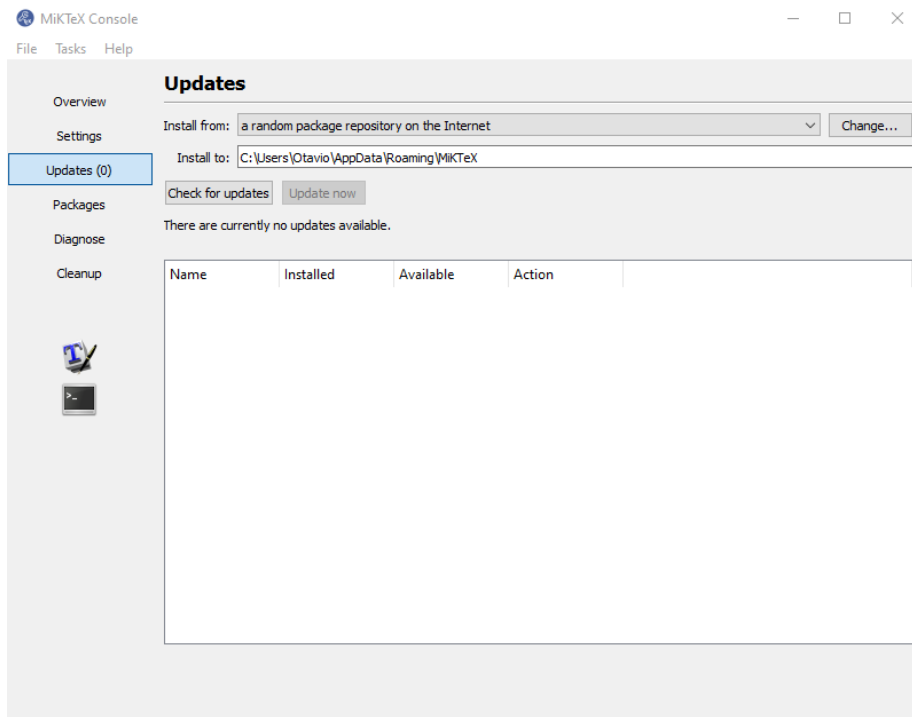 MiKTeX Console
File Tasks Help
Overview
Settings
Updates (0)
Packages
Diagnose
Cleanup
Updates
Install from: a random package repository on the Internet Change...
Install to: C:\Users\Otavio\AppData\Roaming\MiKTeX
Check for updates Update now
There are currently no updates available.
Name Installed Available Action